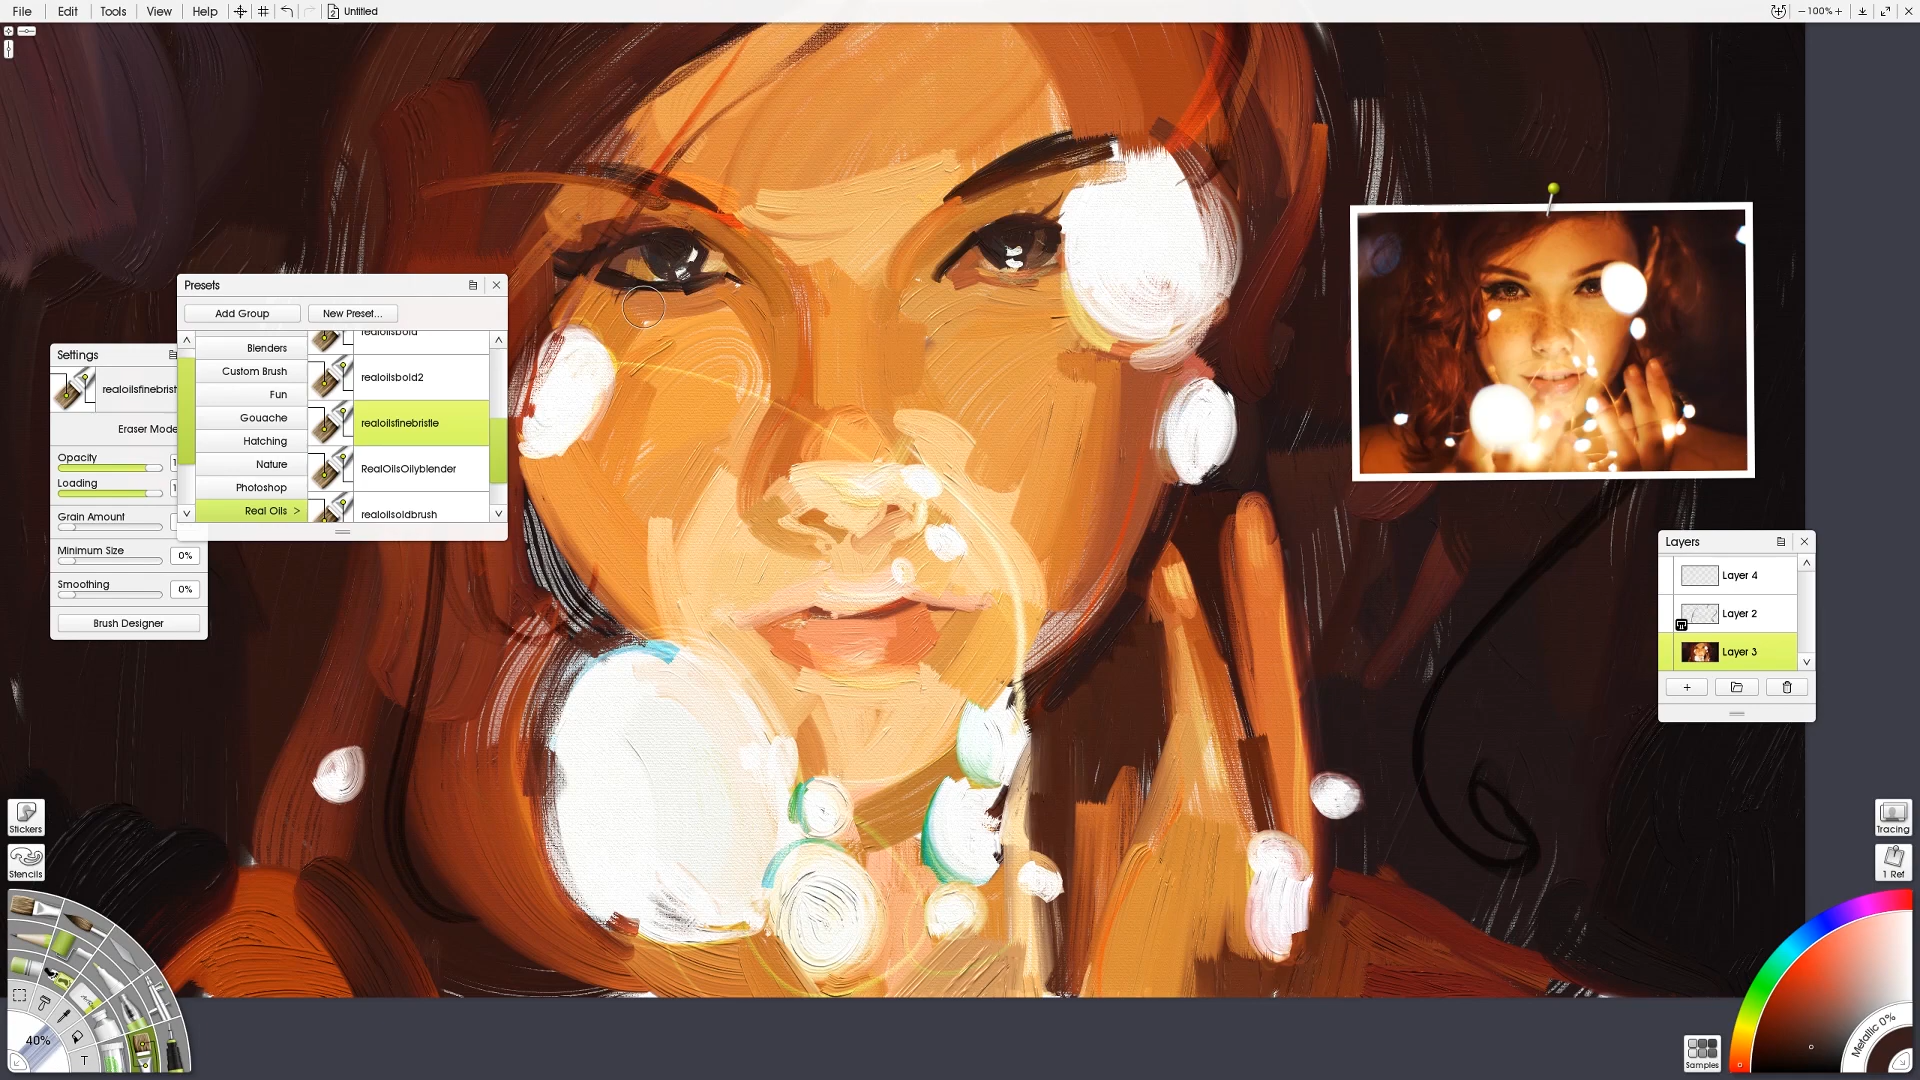 File Edit Tools View Help 2 Untitled
−100%+
Presets
Add Group New Preset...
Blenders
Custom Brush
Fun
Gouache
Hatching
Nature
Photoshop
Real Oils >
realoilsbold
realoilsbold2
realoilsfinebristle
RealOilsOilyblender
realoilsoldbrush
Settings
realoilsfinebrist
Eraser Mode
Opacity
Loading
Grain Amount
Minimum Size 0%
Smoothing 0%
Brush Designer
Layers
Layer 4
Layer 2
Layer 3
+
Stickers
Stencils
40%
T
Tracing
1 Ref
Samples
Metallic 0%